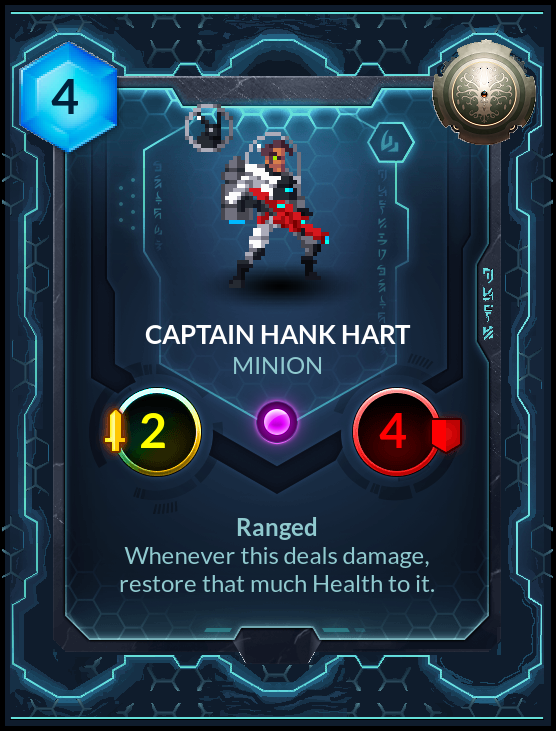 4
CAPTAIN HANK HART
MINION
2
4
Ranged
Whenever this deals damage,
restore that much Health to it.